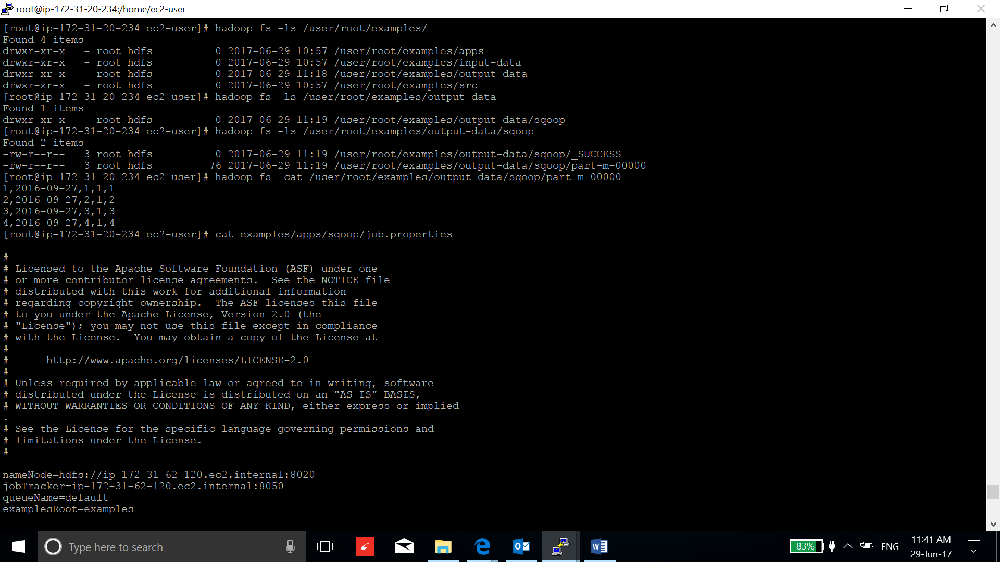 root@ip-172-31-20-234:/home/ec2-user
[root@ip-172-31-20-234 ec2-user]# hadoop fs -ls /user/root/examples/
Found 4 items
drwxr-xr-x   - root hdfs          0 2017-06-29 10:57 /user/root/examples/apps
drwxr-xr-x   - root hdfs          0 2017-06-29 10:57 /user/root/examples/input-data
drwxr-xr-x   - root hdfs          0 2017-06-29 11:18 /user/root/examples/output-data
drwxr-xr-x   - root hdfs          0 2017-06-29 10:57 /user/root/examples/src
[root@ip-172-31-20-234 ec2-user]# hadoop fs -ls /user/root/examples/output-data
Found 1 items
drwxr-xr-x   - root hdfs          0 2017-06-29 11:19 /user/root/examples/output-data/sqoop
[root@ip-172-31-20-234 ec2-user]# hadoop fs -ls /user/root/examples/output-data/sqoop
Found 2 items
-rw-r--r--   3 root hdfs          0 2017-06-29 11:19 /user/root/examples/output-data/sqoop/_SUCCESS
-rw-r--r--   3 root hdfs         76 2017-06-29 11:19 /user/root/examples/output-data/sqoop/part-m-00000
[root@ip-172-31-20-234 ec2-user]# hadoop fs -cat /user/root/examples/output-data/sqoop/part-m-00000
1,2016-09-27,1,1,1
2,2016-09-27,2,1,2
3,2016-09-27,3,1,3
4,2016-09-27,4,1,4
[root@ip-172-31-20-234 ec2-user]# cat examples/apps/sqoop/job.properties
#
# Licensed to the Apache Software Foundation (ASF) under one
# or more contributor license agreements.  See the NOTICE file
# distributed with this work for additional information
# regarding copyright ownership.  The ASF licenses this file
# to you under the Apache License, Version 2.0 (the
# "License"); you may not use this file except in compliance
# with the License.  You may obtain a copy of the License at
#
#      http://www.apache.org/licenses/LICENSE-2.0
#
# Unless required by applicable law or agreed to in writing, software
# distributed under the License is distributed on an "AS IS" BASIS,
# WITHOUT WARRANTIES OR CONDITIONS OF ANY KIND, either express or implied
.
# See the License for the specific language governing permissions and
# limitations under the License.
#
nameNode=hdfs://ip-172-31-62-120.ec2.internal:8020
jobTracker=ip-172-31-62-120.ec2.internal:8050
queueName=default
examplesRoot=examples
Type here to search
83%
ENG
11:41 AM
29-Jun-17